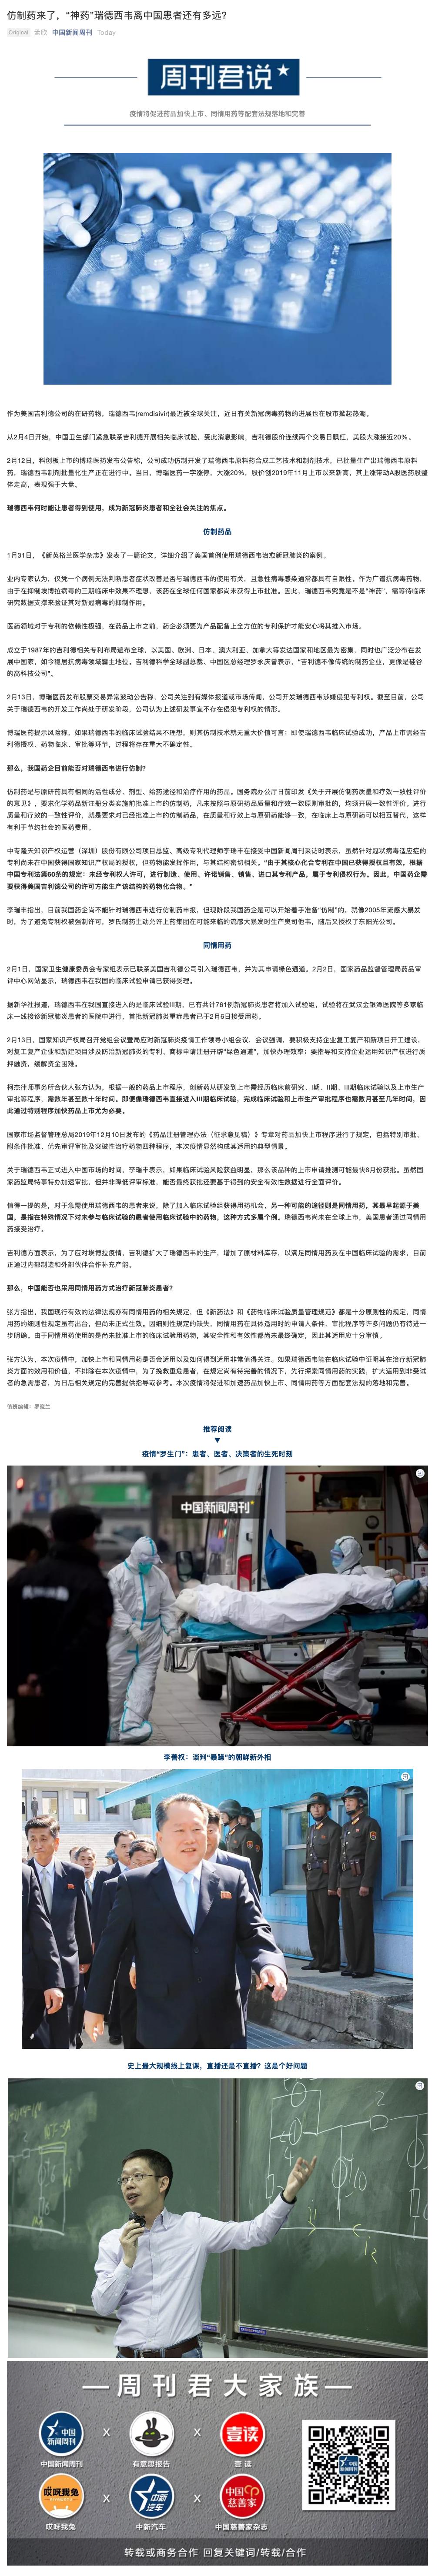 仿制药来了，“神药”瑞德西韦离中国患者还有多远？
Original 孟欣 中国新闻周刊 Today
周刊君说
疫情将促进药品加快上市、同情用药等配套法规落地和完善
作为美国吉利德公司的在研药物，瑞德西韦(remdisivir)最近被全球关注，近日有关新冠病毒药物的进展也在股市掀起热潮。
从2月4日开始，中国卫生部门紧急联系吉利德开展相关临床试验，受此消息影响，吉利德股价连续两个交易日飘红，美股大涨接近20%。
2月12日，科创板上市的博瑞医药发布公告称，公司成功仿制开发了瑞德西韦原料药合成工艺技术和制剂技术，已批量生产出瑞德西韦原料
药，瑞德西韦制剂批量化生产正在进行中。当日，博瑞医药一字涨停，大涨20%，股价创2019年11月上市以来新高，其上涨带动A股医药股整
体走高，表现强于大盘。
瑞德西韦何时能让患者得到使用，成为新冠肺炎患者和全社会关注的焦点。
仿制药品
1月31日，《新英格兰医学杂志》发表了一篇论文，详细介绍了美国首例使用瑞德西韦治愈新冠肺炎的案例。
业内专家认为，仅凭一个病例无法判断患者症状改善是否与瑞德西韦的使用有关，且急性病毒感染通常都具有自限性。作为广谱抗病毒药物，
由于在抑制埃博拉病毒的三期临床中效果不理想，该药在全球任何国家都尚未获得上市批准。因此，瑞德西韦究竟是不是“神药”，需等待临床
研究数据支撑来验证其对新冠病毒的抑制作用。
医药领域对于专利的依赖性极强，在药品上市之前，药企必须要为产品配备上全方位的专利保护才能安心将其推入市场。
成立于1987年的吉利德相关专利布局遍布全球，以美国、欧洲、日本、澳大利亚、加拿大等发达国家和地区最为密集，同时也广泛分布在发
展中国家，如今稳居抗病毒领域霸主地位。吉利德科学全球副总裁、中国区总经理罗永庆曾表示，“吉利德不像传统的制药企业，更像是硅谷
的高科技公司”。
2月13日，博瑞医药发布股票交易异常波动公告称，公司关注到有媒体报道或市场传闻，公司开发瑞德西韦涉嫌侵犯专利权。截至目前，公司
关于瑞德西韦的开发工作尚处于研发阶段，公司认为上述研发事宜不存在侵犯专利权的情形。
博瑞医药提示风险称，如果瑞德西韦的临床试验结果不理想，则其仿制技术就无重大价值可言；即使瑞德西韦临床试验成功，产品上市需经吉
利德授权、药物临床、审批等环节，过程将存在重大不确定性。
那么，我国药企目前能否对瑞德西韦进行仿制？
仿制药是与原研药具有相同的活性成分、剂型、给药途径和治疗作用的药品。国务院办公厅日前印发《关于开展仿制药质量和疗效一致性评价
的意见》，要求化学药品新注册分类实施前批准上市的仿制药，凡未按照与原研药品质量和疗效一致原则审批的，均须开展一致性评价。进行
质量和疗效的一致性评价，就是要求对已经批准上市的仿制药品，在质量和疗效上与原研药能够一致，在临床上与原研药可以相互替代，这样
有利于节约社会的医药费用。
中专隆天知识产权运营（深圳）股份有限公司项目总监、高级专利代理师李瑞丰在接受中国新闻周刊采访时表示，虽然针对冠状病毒适应症的
专利尚未在中国获得国家知识产权局的授权，但药物能发挥作用，与其结构密切相关。“由于其核心化合专利在中国已获得授权且有效，根据
中国专利法第60条的规定：未经专利权人许可，进行制造、使用、许诺销售、销售、进口其专利产品，属于专利侵权行为。因此，中国药企需
要获得美国吉利德公司的许可方能生产该结构的药物化合物。”
李瑞丰指出，目前我国药企尚不能针对瑞德西韦进行仿制药申报，但现阶段我国药企是可以开始着手准备“仿制”的，就像2005年流感大暴发
时，为了避免专利权被强制许可，罗氏制药主动允许上药集团在可能来临的流感大暴发时生产奥司他韦，随后又授权了东阳光公司。
同情用药
2月1日，国家卫生健康委员会专家组表示已联系美国吉利德公司引入瑞德西韦，并为其申请绿色通道。2月2日，国家药品监督管理局药品审
评中心网站显示，瑞德西韦在我国的临床试验申请已获得受理。
据新华社报道，瑞德西韦在我国直接进入的是临床试验III期，已有共计761例新冠肺炎患者将加入试验组，试验将在武汉金银潭医院等多家临
床一线接诊新冠肺炎患者的医院中进行，首批新冠肺炎重症患者已于2月6日接受用药。
2月13日，国家知识产权局召开党组会议暨局应对新冠肺炎疫情工作领导小组会议，会议强调，要积极支持企业复工复产和新项目开工建设，
对复工复产企业和新建项目涉及防治新冠肺炎的专利、商标申请注册开辟“绿色通道”，加快办理效率；要指导和支持企业运用知识产权进行质
押融资，缓解资金困难。
柯杰律师事务所合伙人张方认为，根据一般的药品上市程序，创新药从研发到上市需经历临床前研究、I期、II期、III期临床试验以及上市生产
审批等程序，需数年甚至数十年时间。即便像瑞德西韦直接进入III期临床试验，完成临床试验和上市生产审批程序也需数月甚至几年时间，因
此通过特别程序加快药品上市尤为必要。
国家市场监督管理总局2019年12月10日发布的《药品注册管理办法（征求意见稿）》专章对药品加快上市程序进行了规定，包括特别审批、
附条件批准、优先审评审批及突破性治疗药物四种程序，本次疫情显然构成其适用的典型情景。
关于瑞德西韦正式进入中国市场的时间，李瑞丰表示，如果临床试验风险获益明显，那么该品种的上市申请推测可能最快6月份获批。虽然国
家药监局特事特办加速审批，但并非降低评审标准，能否最终获批还要基于得到的安全有效性数据进行全面评价。
值得一提的是，对于急需使用瑞德西韦的患者来说，除了加入临床试验组获得用药机会，另一种可能的途径则是同情用药，其最早起源于美
国，是指在特殊情况下对未参与临床试验的患者使用临床试验中的药物，这种方式多属个例。瑞德西韦尚未在全球上市，美国患者通过同情用
药接受治疗。
吉利德方面表示，为了应对埃博拉疫情，吉利德扩大了瑞德西韦的生产，增加了原材料库存，以满足同情用药及在中国临床试验的需求，目前
正通过内部制造和外部伙伴合作补充产能。
那么，中国能否也采用同情用药方式治疗新冠肺炎患者？
张方指出，我国现行有效的法律法规亦有同情用药的相关规定，但《新药法》和《药物临床试验质量管理规范》都是十分原则性的规定，同情
用药的细则性规定虽有出台，但尚未正式生效。因细则性规定的缺失，同情用药在具体适用时的申请人条件、审批程序等许多问题仍有待进一
步明确。由于同情用药使用的是尚未批准上市的临床试验用药物，其安全性和有效性都尚未最终确定，因此其适用应十分审慎。
张方认为，本次疫情中，加快上市和同情用药是否会适用以及如何得到适用非常值得关注。如果瑞德西韦能在临床试验中证明其在治疗新冠肺
炎方面的效用和价值，不排除在本次疫情中，为了挽救重危患者，在规定尚有待完善的情况下，先行探索同情用药的实践，扩大适用到非受试
者的急需患者，为日后相关规定的完善提供指导或参考。本次疫情将促进和加速药品加快上市、同情用药等方面配套法规的落地和完善。
值班编辑：罗晓兰
推荐阅读
▼
疫情“罗生门”：患者、医者、决策者的生死时刻
中国新闻周刊
李善权：谈判“暴躁”的朝鲜新外相
史上最大规模线上复课，直播还是不直播？这是个好问题
—周刊君大家族—
中国新闻周刊 X 有意思报告 X 壹读
哎呀我兔 X 中新汽车 X 中国慈善家杂志
转载或商务合作 回复关键词/转载/合作